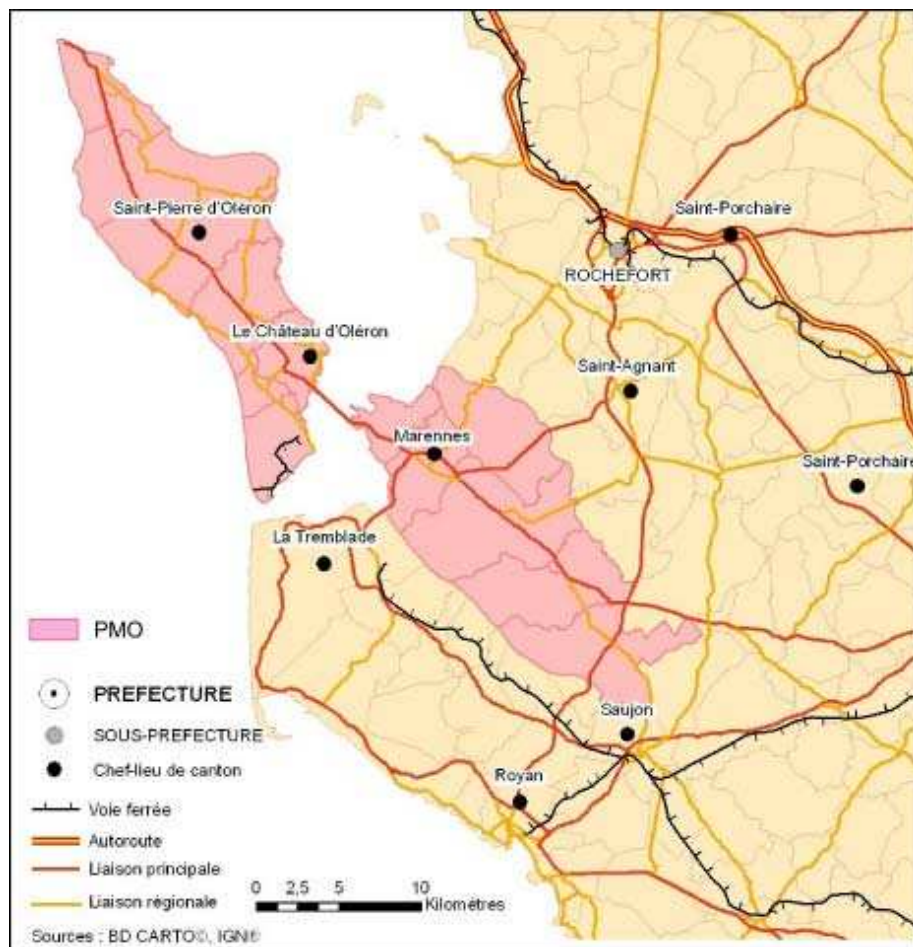 Saint-Pierre d'Oléron
Saint-Porchaire
ROCHEFORT
Le Château d'Oléron
Saint-Agnant
Marennes
Saint-Porchaire
La Tremblade
Saujon
Royan
PMO
PREFECTURE
SOUS-PREFECTURE
Chef-lieu de canton
Voie ferrée
Autoroute
Liaison principale
Liaison régionale
0 2,5 5 10
Kilomètres
Sources : BD CARTO©, IGN®